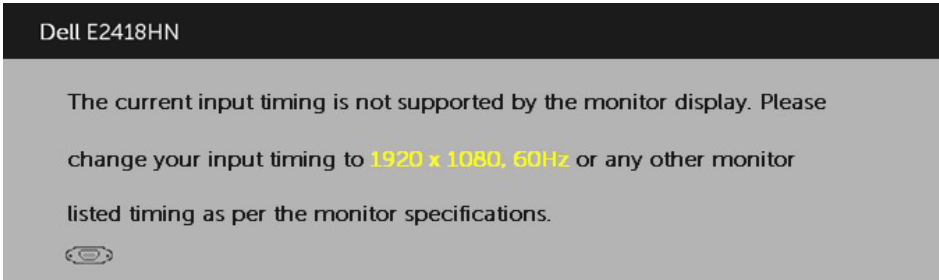 Dell E2418HN
The current input timing is not supported by the monitor display. Please
change your input timing to 1920 x 1080, 60Hz or any other monitor
listed timing as per the monitor specifications.